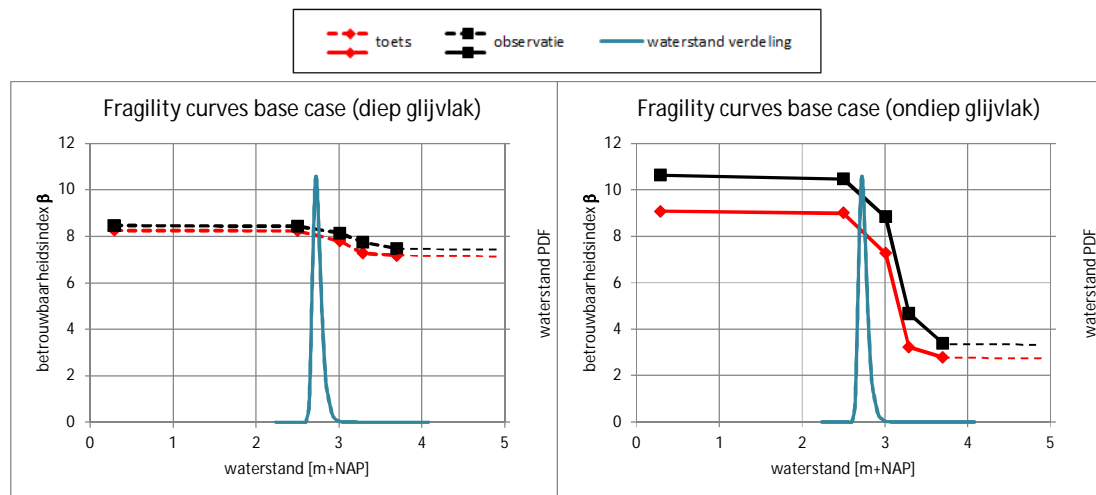 toets observatie waterstand verdeling
Fragility curves base case (diep glijvlak)
12
10
8
6
4
2
0
betrouwbaarheidsindex β
waterstand PDF
0 1 2 3 4 5
waterstand [m+NAP]
Fragility curves base case (ondiep glijvlak)
12
10
8
6
4
2
0
betrouwbaarheidsindex β
waterstand PDF
0 1 2 3 4 5
waterstand [m+NAP]